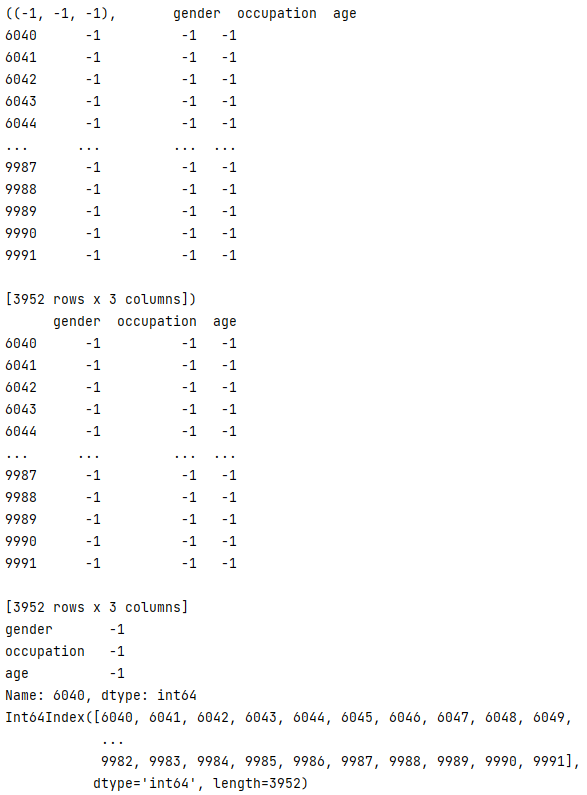 ((-1, -1, -1),       gender  occupation  age
6040      -1          -1   -1
6041      -1          -1   -1
6042      -1          -1   -1
6043      -1          -1   -1
6044      -1          -1   -1
...      ...         ...  ...
9987      -1          -1   -1
9988      -1          -1   -1
9989      -1          -1   -1
9990      -1          -1   -1
9991      -1          -1   -1

[3952 rows x 3 columns])
      gender  occupation  age
6040      -1          -1   -1
6041      -1          -1   -1
6042      -1          -1   -1
6043      -1          -1   -1
6044      -1          -1   -1
...      ...         ...  ...
9987      -1          -1   -1
9988      -1          -1   -1
9989      -1          -1   -1
9990      -1          -1   -1
9991      -1          -1   -1

[3952 rows x 3 columns]
gender       -1
occupation   -1
age          -1
Name: 6040, dtype: int64
Int64Index([6040, 6041, 6042, 6043, 6044, 6045, 6046, 6047, 6048, 6049,
            ...
            9982, 9983, 9984, 9985, 9986, 9987, 9988, 9989, 9990, 9991],
           dtype='int64', length=3952)